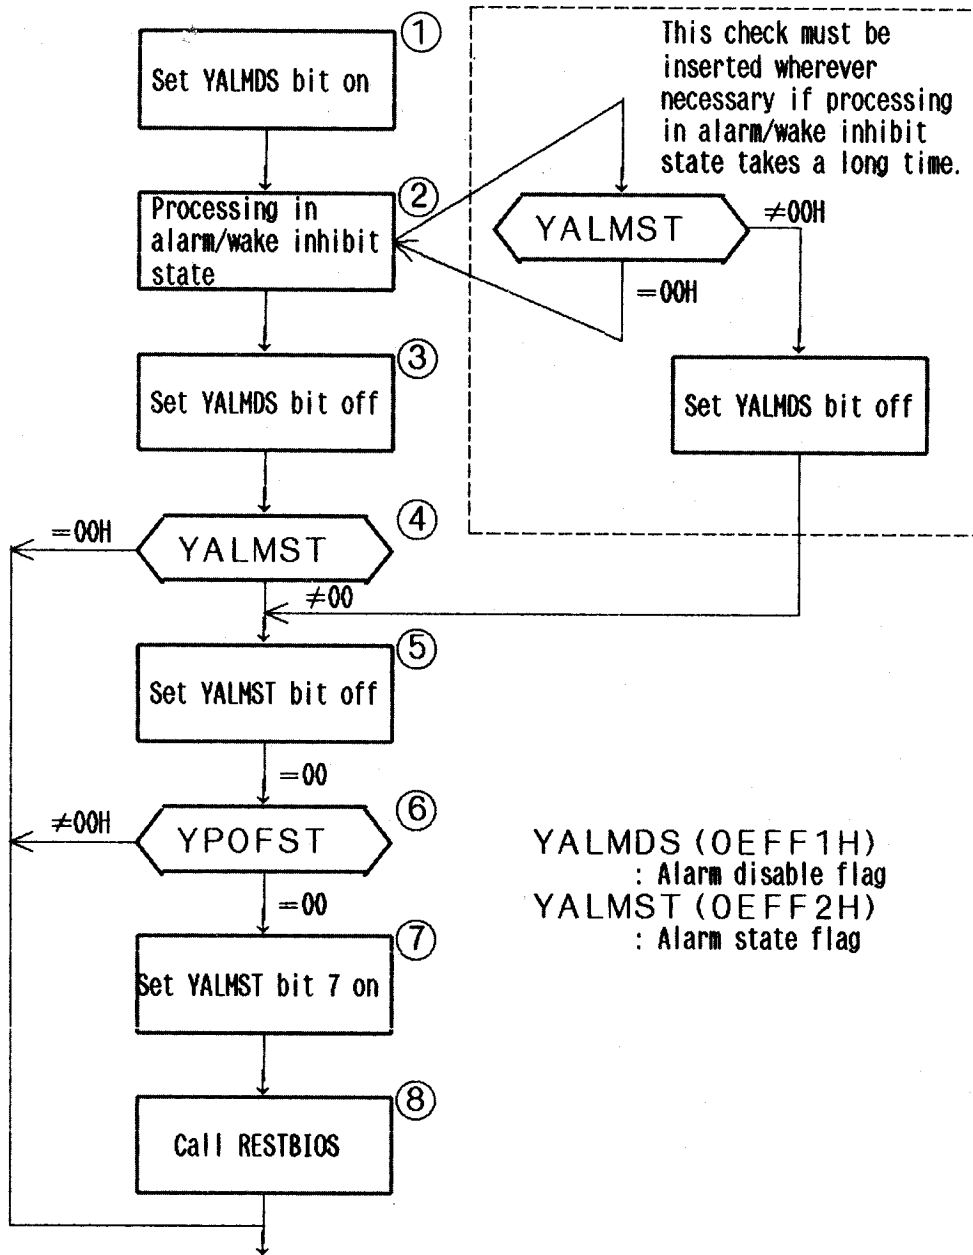 ①
Set YALMDS bit on
②
Processing in
alarm/wake inhibit
state
③
Set YALMDS bit off
④
=00H
YALMST
≠00
⑤
Set YALMST bit off
=00
⑥
≠00H
YPOFST
=00
⑦
Set YALMST bit 7 on
⑧
Call RESTBIOS
This check must be
inserted wherever
necessary if processing
in alarm/wake inhibit
state takes a long time.
≠00H
YALMST
=00H
Set YALMDS bit off
YALMDS (0EFF1H)
: Alarm disable flag
YALMST (0EFF2H)
: Alarm state flag